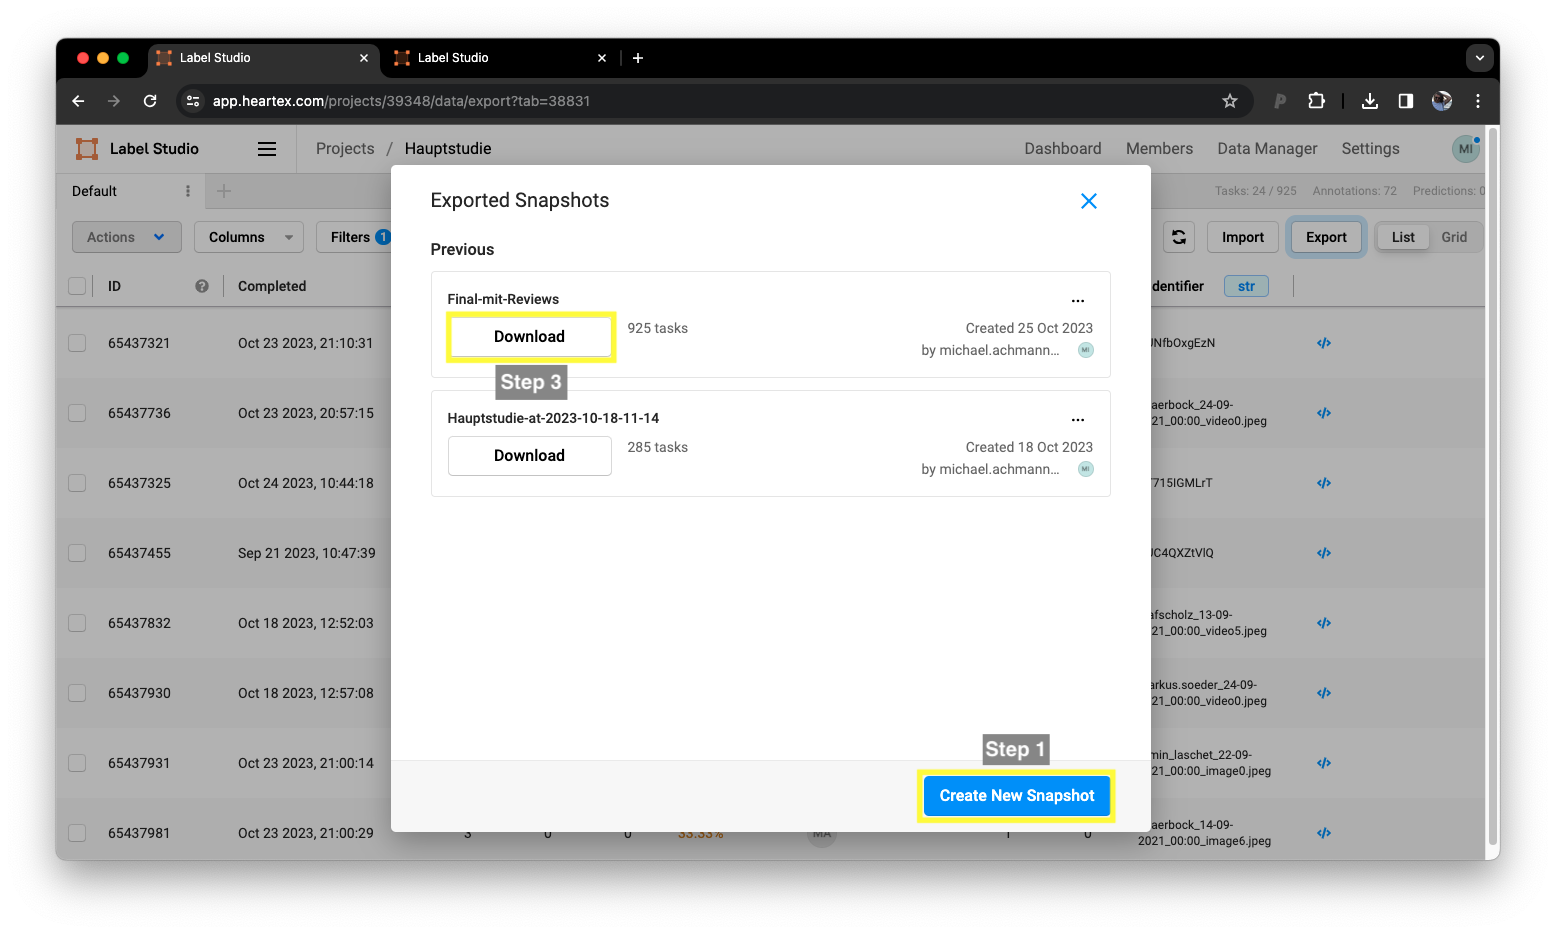 Label Studio
Label Studio
app.heartex.com/projects/39348/data/export?tab=38831
Label Studio
Projects / Hauptstudie
Dashboard Members Data Manager Settings MI
Default
Tasks: 24 / 925 Annotations: 72 Predictions: 0
Actions Columns Filters 1
Import Export List Grid
ID Completed
dentifier str
Exported Snapshots
Previous
Final-mit-Reviews
Download 925 tasks
Created 25 Oct 2023
by michael.achmann... MI
Step 3
Hauptstudie-at-2023-10-18-11-14
Download 285 tasks
Created 18 Oct 2023
by michael.achmann... MI
Step 1
Create New Snapshot
65437321 Oct 23 2023, 21:10:31
NfbOxgEzN
65437736 Oct 23 2023, 20:57:15
aerbock_24-09-
21_00:00_video0.jpeg
65437325 Oct 24 2023, 10:44:18
715IGMLrT
65437455 Sep 21 2023, 10:47:39
C4QXZtVlQ
65437832 Oct 18 2023, 12:52:03
afscholz_13-09-
21_00:00_video5.jpeg
65437930 Oct 18 2023, 12:57:08
arkus.soeder_24-09-
21_00:00_video0.jpeg
65437931 Oct 23 2023, 21:00:14
min_laschet_22-09-
21_00:00_image0.jpeg
65437981 Oct 23 2023, 21:00:29 3 0 0 33.33% MA 1 0
aerbock_14-09-
2021_00:00_image6.jpeg